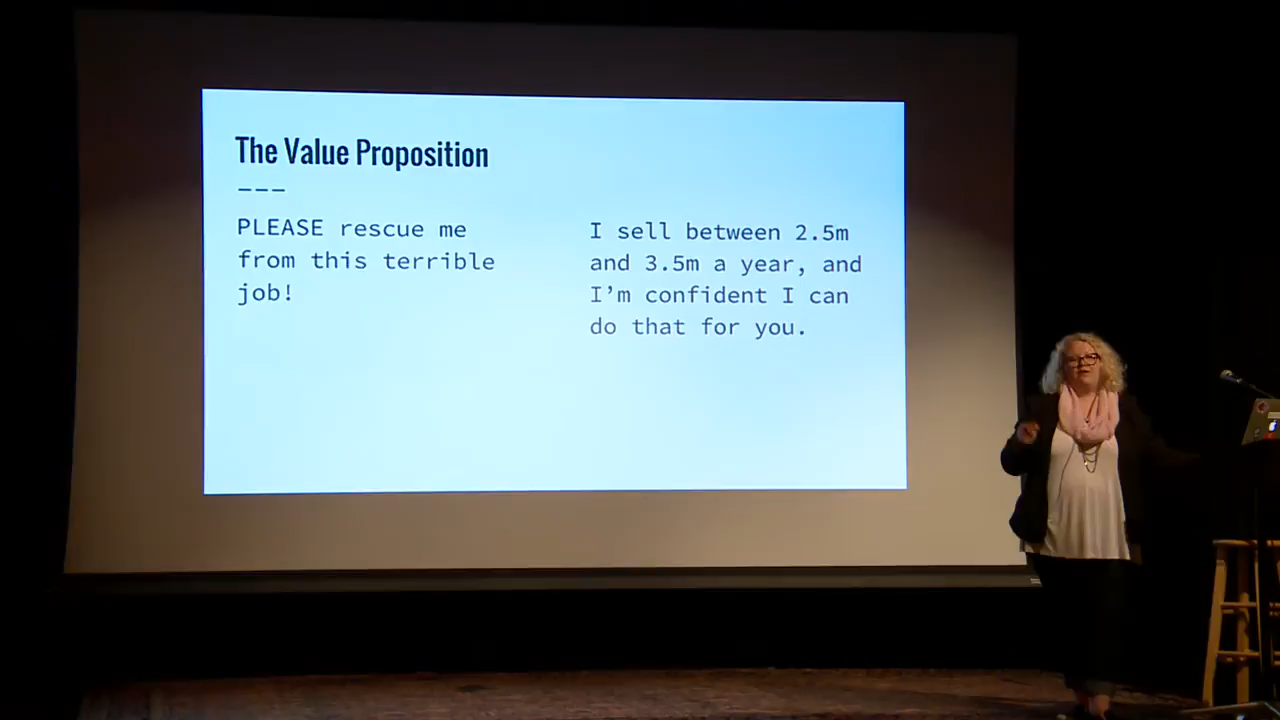 The Value Proposition
---
PLEASE rescue me
from this terrible
job!
I sell between 2.5m
and 3.5m a year, and
I’m confident I can
do that for you.